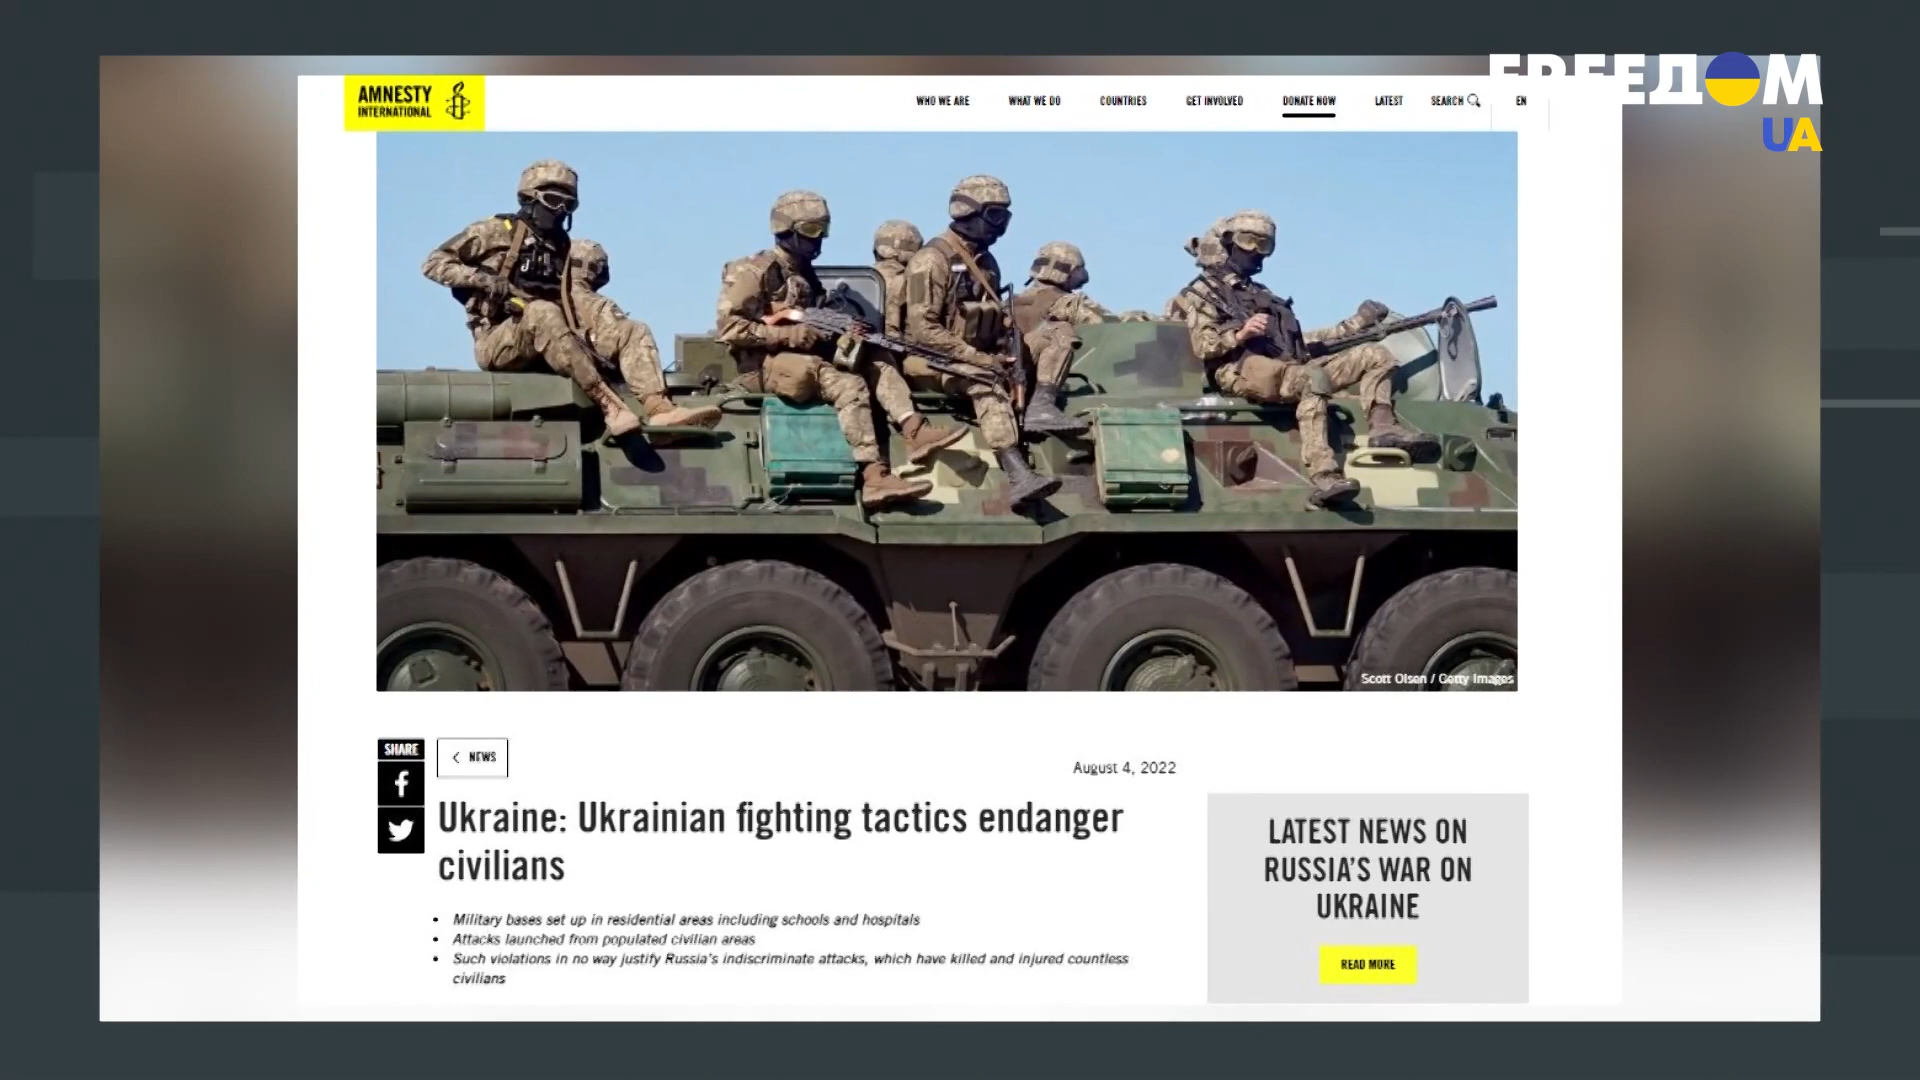 FREEДOM
UA
AMNESTY
INTERNATIONAL
WHO WE ARE
WHAT WE DO
COUNTRIES
GET INVOLVED
DONATE NOW
LATEST
SEARCH
EN
Scott Olsen / Getty Images
SHARE
NEWS
August 4, 2022
Ukraine: Ukrainian fighting tactics endanger
civilians
• Military bases set up in residential areas including schools and hospitals
• Attacks launched from populated civilian areas
• Such violations in no way justify Russia's indiscriminate attacks, which have killed and injured countless
civilians
LATEST NEWS ON
RUSSIA'S WAR ON
UKRAINE
READ MORE